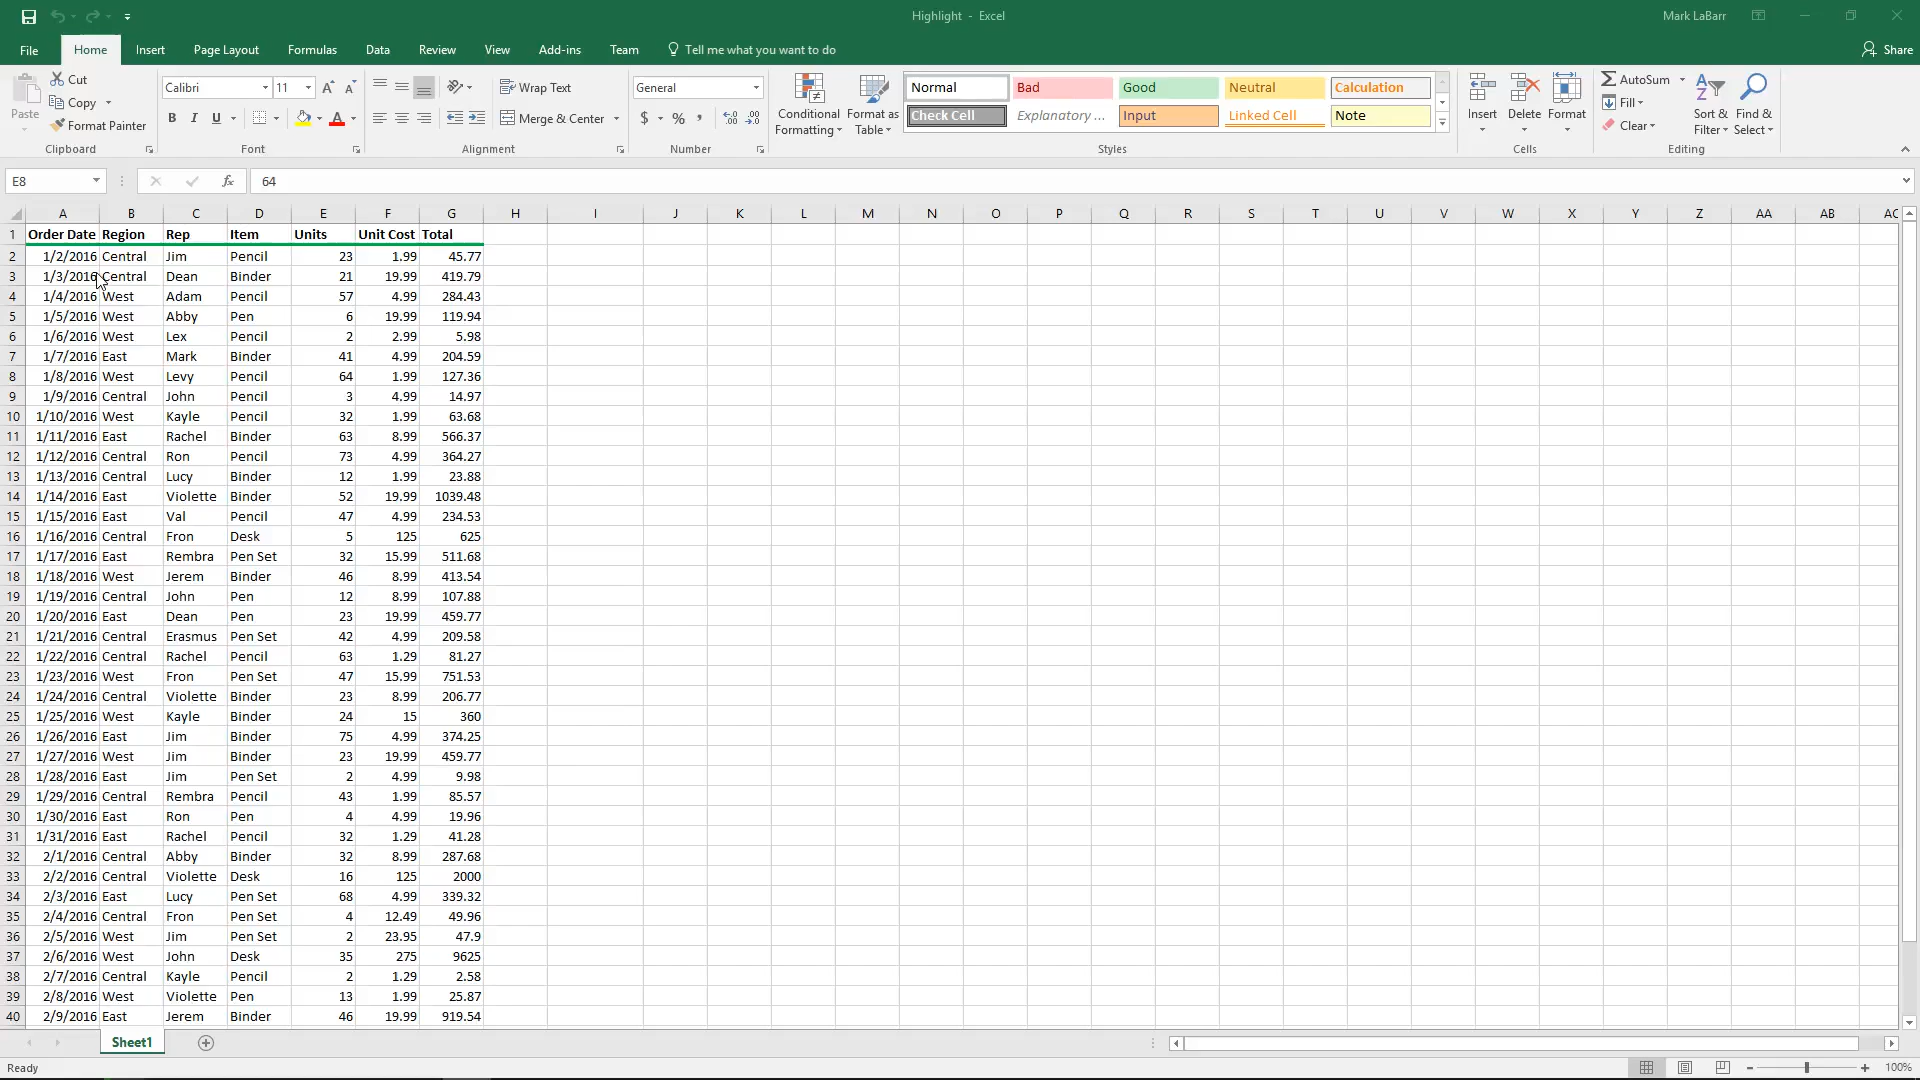 Highlight - Excel
Mark LaBarr
File Home Insert Page Layout Formulas Data Review View Add-ins Team Tell me what you want to do
Share
Paste
Cut
Copy
Format Painter
Clipboard
Calibri 11
A A
B I U A
Font
Wrap Text
Merge & Center
Alignment
General
$ % ,
Number
Conditional Formatting
Format as Table
Normal Bad Good Neutral Calculation
Check Cell Explanatory ... Input Linked Cell Note
Styles
Insert Delete Format
Cells
AutoSum
Fill
Clear
Sort & Filter
Find & Select
Editing
E8 fx 64
A B C D E F G H I J K L M N O P Q R S T U V W X Y Z AA AB AC
1 Order Date Region Rep Item Units Unit Cost Total
2 1/2/2016 Central Jim Pencil 23 1.99 45.77
3 1/3/2016 Central Dean Binder 21 19.99 419.79
4 1/4/2016 West Adam Pencil 57 4.99 284.43
5 1/5/2016 West Abby Pen 6 19.99 119.94
6 1/6/2016 West Lex Pencil 2 2.99 5.98
7 1/7/2016 East Mark Binder 41 4.99 204.59
8 1/8/2016 West Levy Pencil 64 1.99 127.36
9 1/9/2016 Central John Pencil 3 4.99 14.97
10 1/10/2016 West Kayle Pencil 32 1.99 63.68
11 1/11/2016 East Rachel Binder 63 8.99 566.37
12 1/12/2016 Central Ron Pencil 73 4.99 364.27
13 1/13/2016 Central Lucy Binder 12 1.99 23.88
14 1/14/2016 East Violette Binder 52 19.99 1039.48
15 1/15/2016 East Val Pencil 47 4.99 234.53
16 1/16/2016 Central Fron Desk 5 125 625
17 1/17/2016 East Rembra Pen Set 32 15.99 511.68
18 1/18/2016 West Jerem Binder 46 8.99 413.54
19 1/19/2016 Central John Pen 12 8.99 107.88
20 1/20/2016 East Dean Pen 23 19.99 459.77
21 1/21/2016 Central Erasmus Pen Set 42 4.99 209.58
22 1/22/2016 Central Rachel Pencil 63 1.29 81.27
23 1/23/2016 West Fron Pen Set 47 15.99 751.53
24 1/24/2016 Central Violette Binder 23 8.99 206.77
25 1/25/2016 West Kayle Binder 24 15 360
26 1/26/2016 East Jim Binder 75 4.99 374.25
27 1/27/2016 West Jim Binder 23 19.99 459.77
28 1/28/2016 East Jim Pen Set 2 4.99 9.98
29 1/29/2016 Central Rembra Pencil 43 1.99 85.57
30 1/30/2016 East Ron Pen 4 4.99 19.96
31 1/31/2016 East Rachel Pencil 32 1.29 41.28
32 2/1/2016 Central Abby Binder 32 8.99 287.68
33 2/2/2016 Central Violette Desk 16 125 2000
34 2/3/2016 East Lucy Pen Set 68 4.99 339.32
35 2/4/2016 Central Fron Pen Set 4 12.49 49.96
36 2/5/2016 West Jim Pen Set 2 23.95 47.9
37 2/6/2016 West John Desk 35 275 9625
38 2/7/2016 Central Kayle Pencil 2 1.29 2.58
39 2/8/2016 West Violette Pen 13 1.99 25.87
40 2/9/2016 East Jerem Binder 46 19.99 919.54
Sheet1
Ready
100%